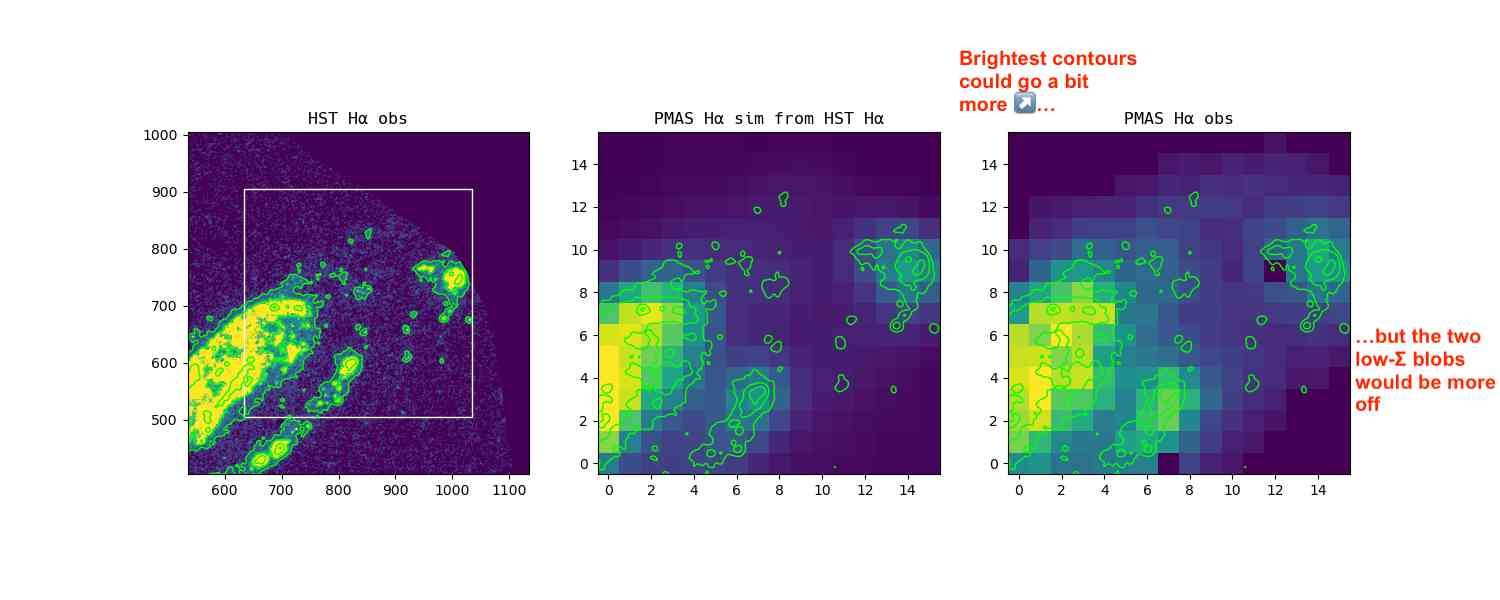 Brightest contours
could go a bit
more ↗️…
HST Hα obs
PMAS Hα sim from HST Hα
PMAS Hα obs
1000
900
800
700
600
500
600 700 800 900 1000 1100
14
12
10
8
6
4
2
0
0 2 4 6 8 10 12 14
14
12
10
8
6
4
2
0
0 2 4 6 8 10 12 14
…but the two
low-Σ blobs
would be more
off